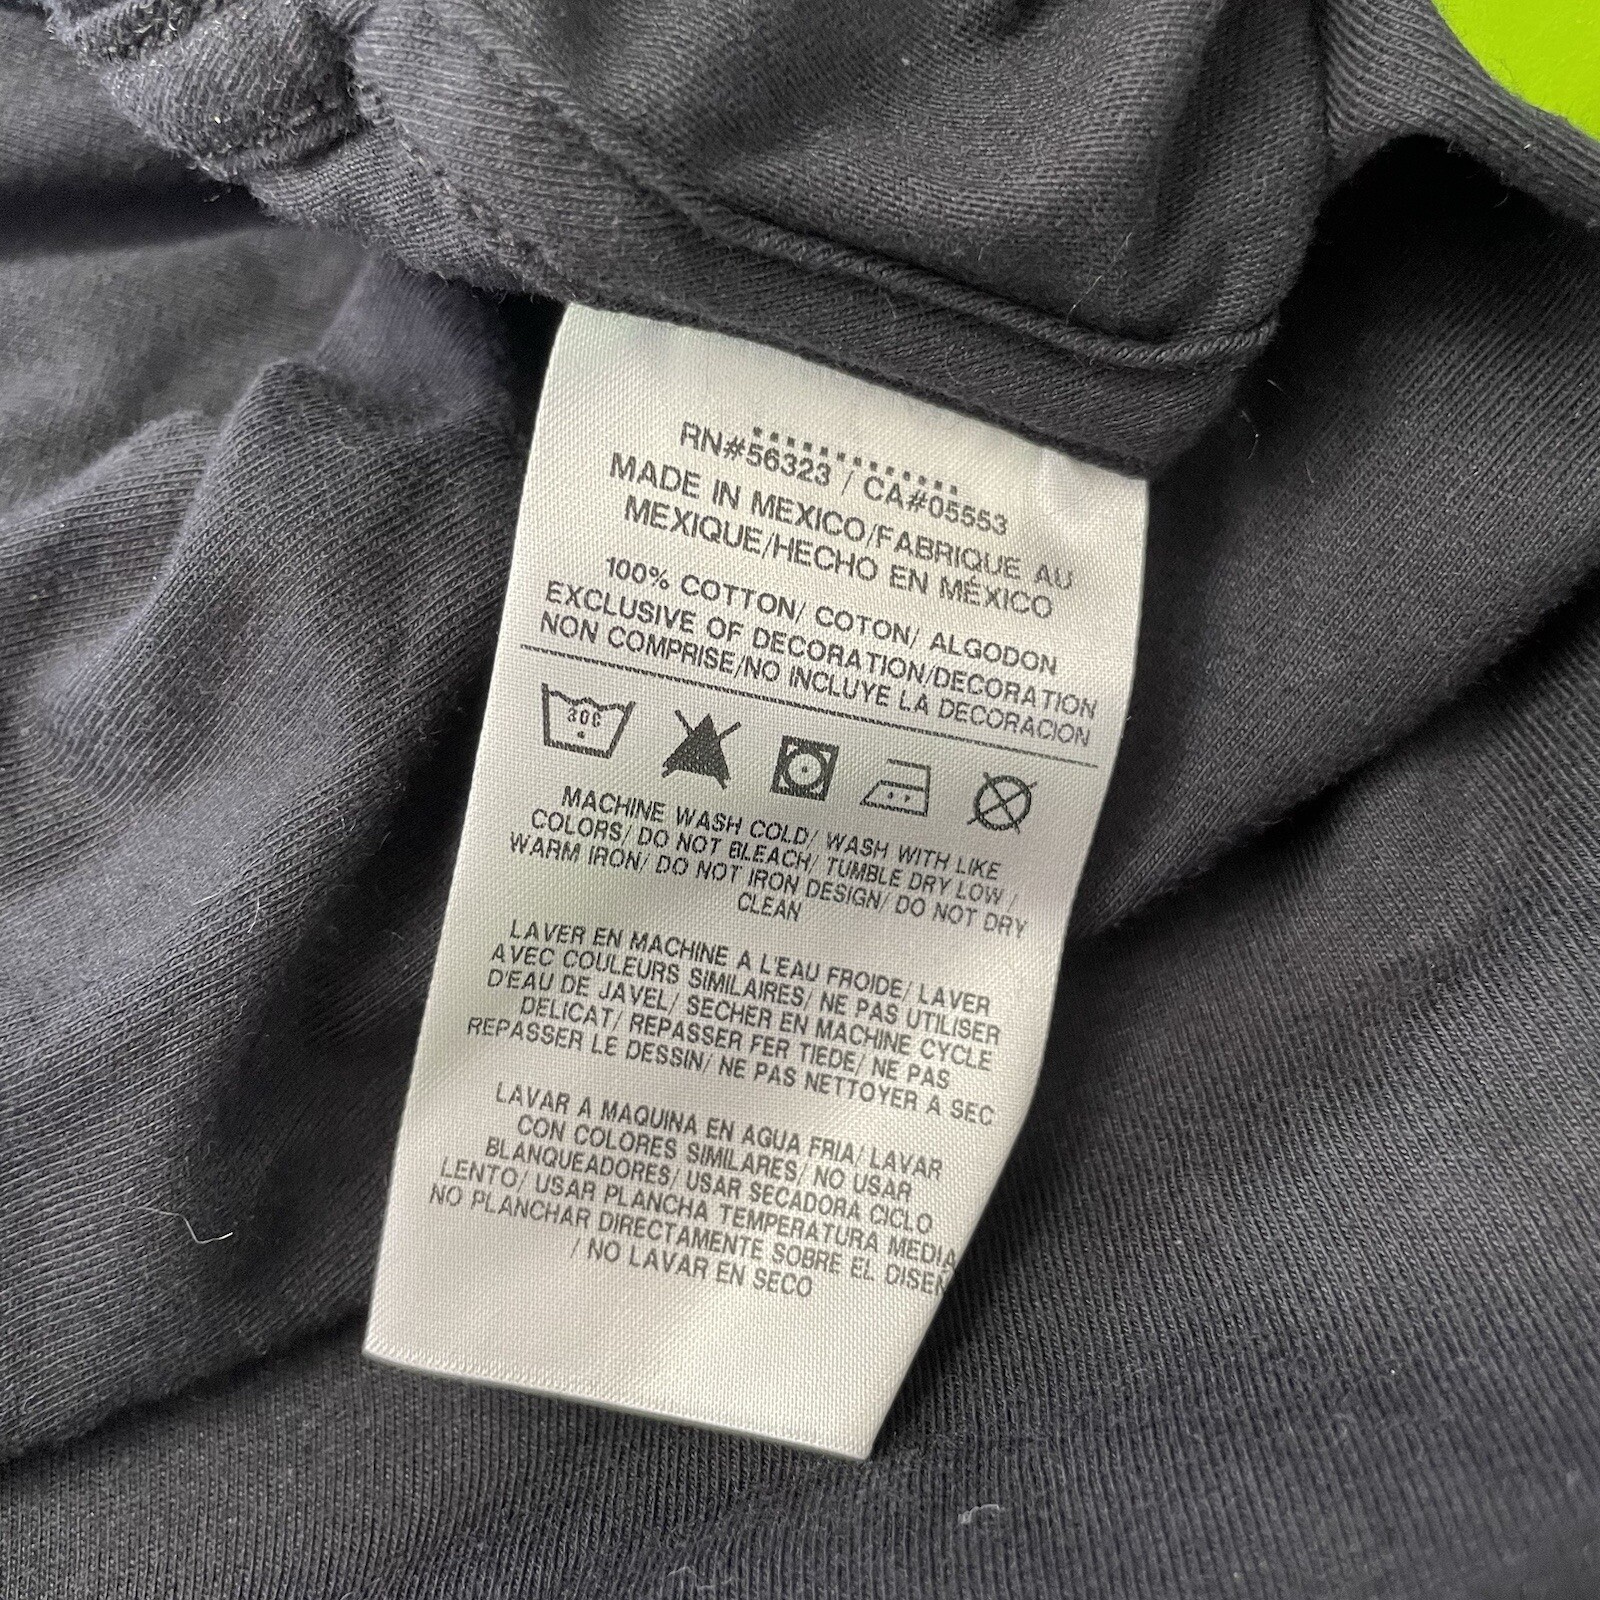 RN#56323 / CA#05553
MADE IN MEXICO/FABRIQUE AU
MEXIQUE/HECHO EN MÉXICO
100% COTTON/ COTON/ ALGODON
EXCLUSIVE OF DECORATION/DECORATION
NON COMPRISE/NO INCLUYE LA DECORACION
30C
MACHINE WASH COLD/ WASH WITH LIKE
COLORS/ DO NOT BLEACH/ TUMBLE DRY LOW /
WARM IRON/ DO NOT IRON DESIGN/ DO NOT DRY
CLEAN
LAVER EN MACHINE A L'EAU FROIDE/ LAVER
AVEC COULEURS SIMILAIRES/ NE PAS UTILISER
D'EAU DE JAVEL/ SECHER EN MACHINE CYCLE
DELICAT/ REPASSER FER TIEDE/ NE PAS
REPASSER LE DESSIN/ NE PAS NETTOYER A SEC
LAVAR A MAQUINA EN AGUA FRIA/ LAVAR
CON COLORES SIMILARES/ NO USAR
BLANQUEADORES/ USAR SECADORA CICLO
LENTO/ USAR PLANCHA TEMPERATURA MEDIA
NO PLANCHAR DIRECTAMENTE SOBRE EL DISEN
/ NO LAVAR EN SECO